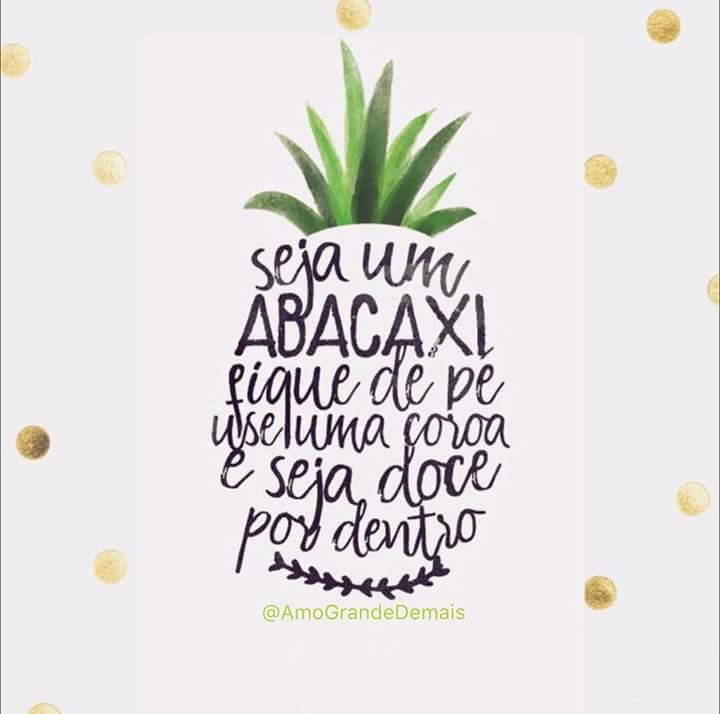 seja um
ABACAXI
fique de pé
use uma coroa
e seja doce
por dentro
@AmoGrandeDemais